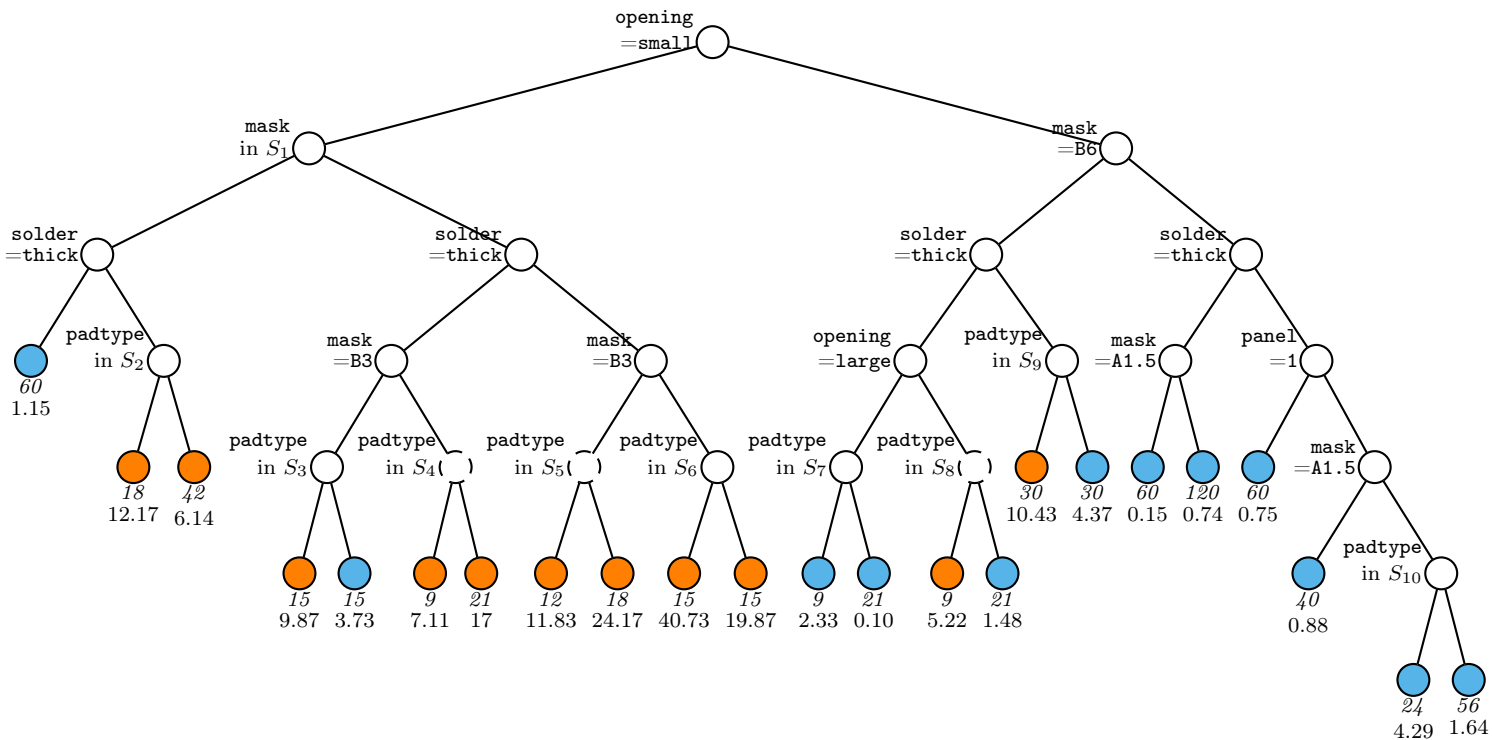 opening
=small
mask
in S1
mask
=B6
solder
=thick
solder
=thick
solder
=thick
solder
=thick
60
1.15
padtype
in S2
mask
=B3
mask
=B3
opening
=large
padtype
in S9
mask
=A1.5
panel
=1
18
12.17
42
6.14
padtype
in S3
padtype
in S4
padtype
in S5
padtype
in S6
padtype
in S7
padtype
in S8
30
10.43
30
4.37
60
0.15
120
0.74
60
0.75
mask
=A1.5
15
9.87
15
3.73
9
7.11
21
17
12
11.83
18
24.17
15
40.73
15
19.87
9
2.33
21
0.10
9
5.22
21
1.48
40
0.88
padtype
in S10
24
4.29
56
1.64